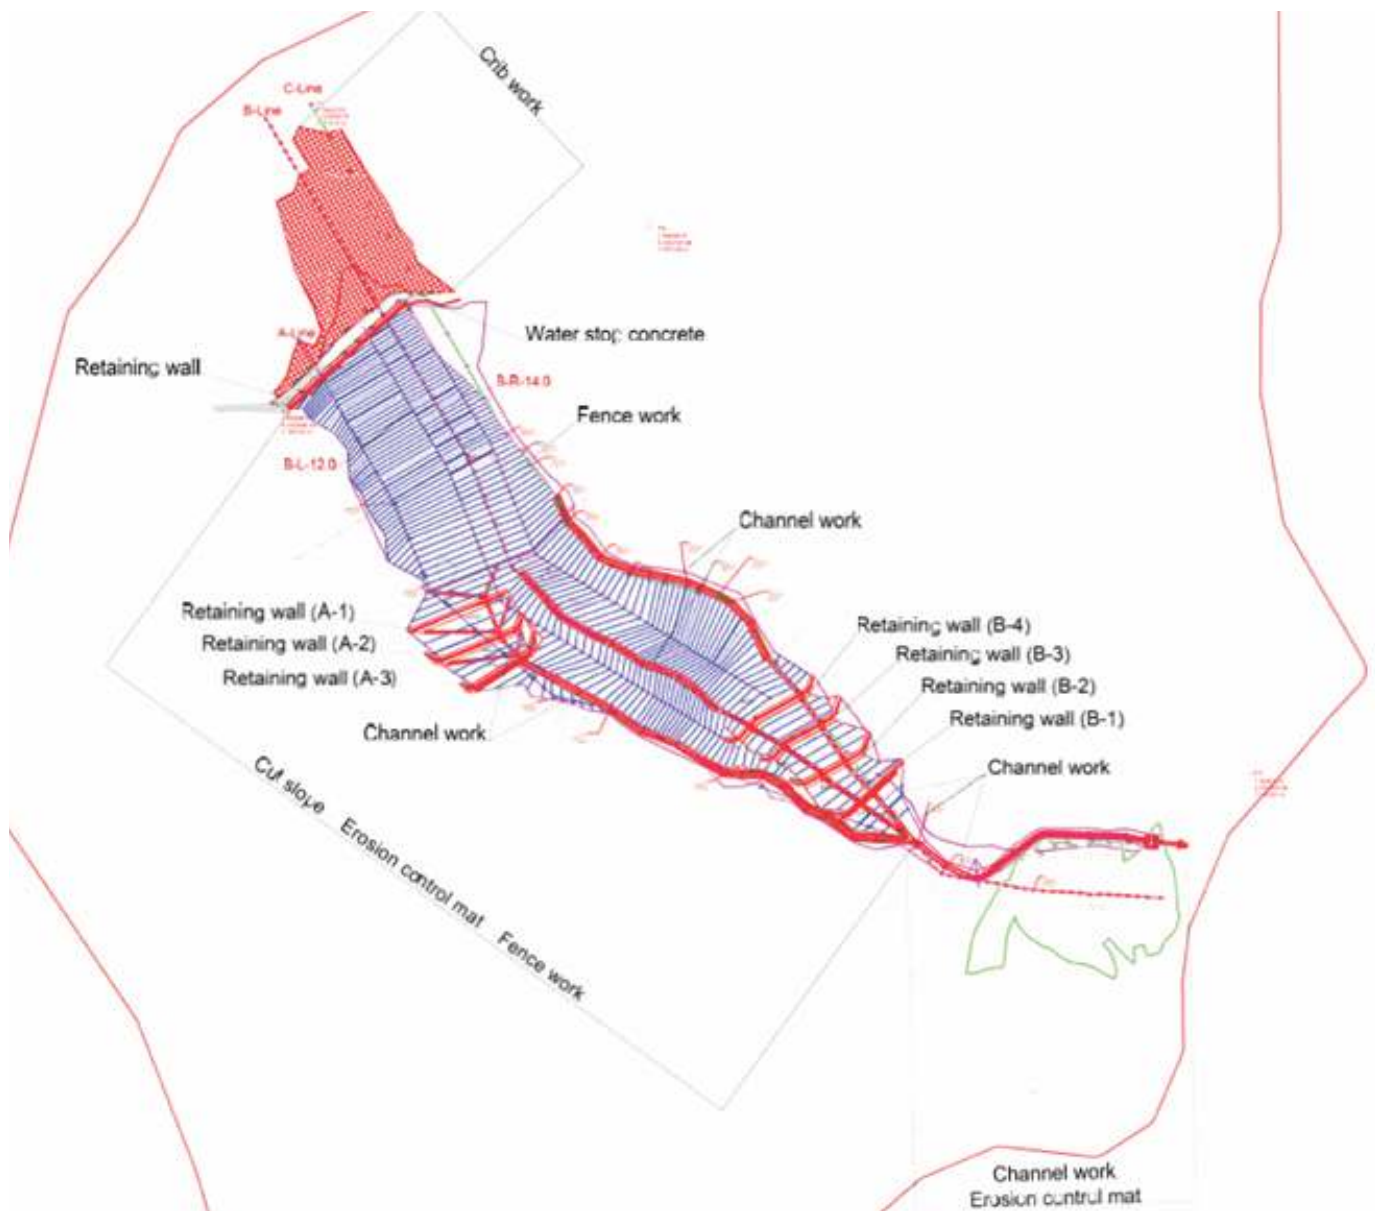 Crib work
C-Line
B-Line
A-Line
Water stop concrete
Retaining wall
B-R-14.0
Fence work
B-L-12.0
Channel work
Retaining wall (A-1)
Retaining wall (A-2)
Retaining wall (A-3)
Channel work
Retaining wall (B-4)
Retaining wall (B-3)
Retaining wall (B-2)
Retaining wall (B-1)
Channel work
Cut slope Erosion control mat Fence work
Channel work
Erosion control mat